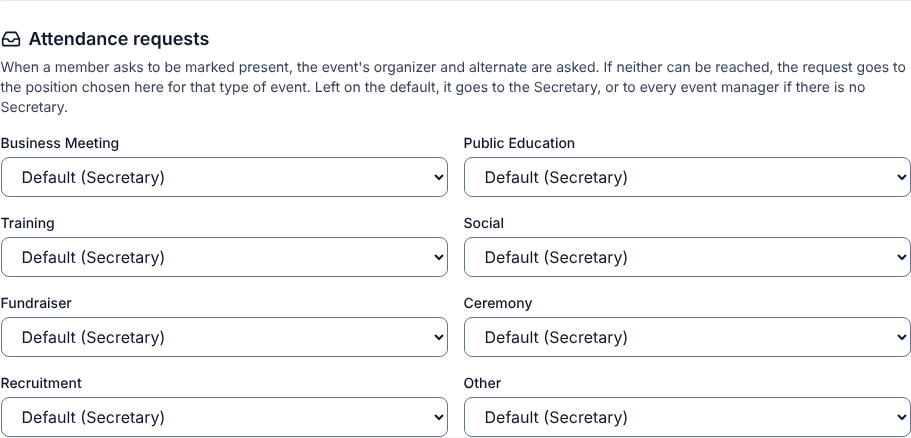 Attendance requests
When a member asks to be marked present, the event's organizer and alternate are asked. If neither can be reached, the request goes to
the position chosen here for that type of event. Left on the default, it goes to the Secretary, or to every event manager if there is no
Secretary.
Business Meeting
Public Education
Default (Secretary)
Default (Secretary)
Training
Social
Default (Secretary)
Default (Secretary)
Fundraiser
Ceremony
Default (Secretary)
Default (Secretary)
Recruitment
Other
Default (Secretary)
Default (Secretary)